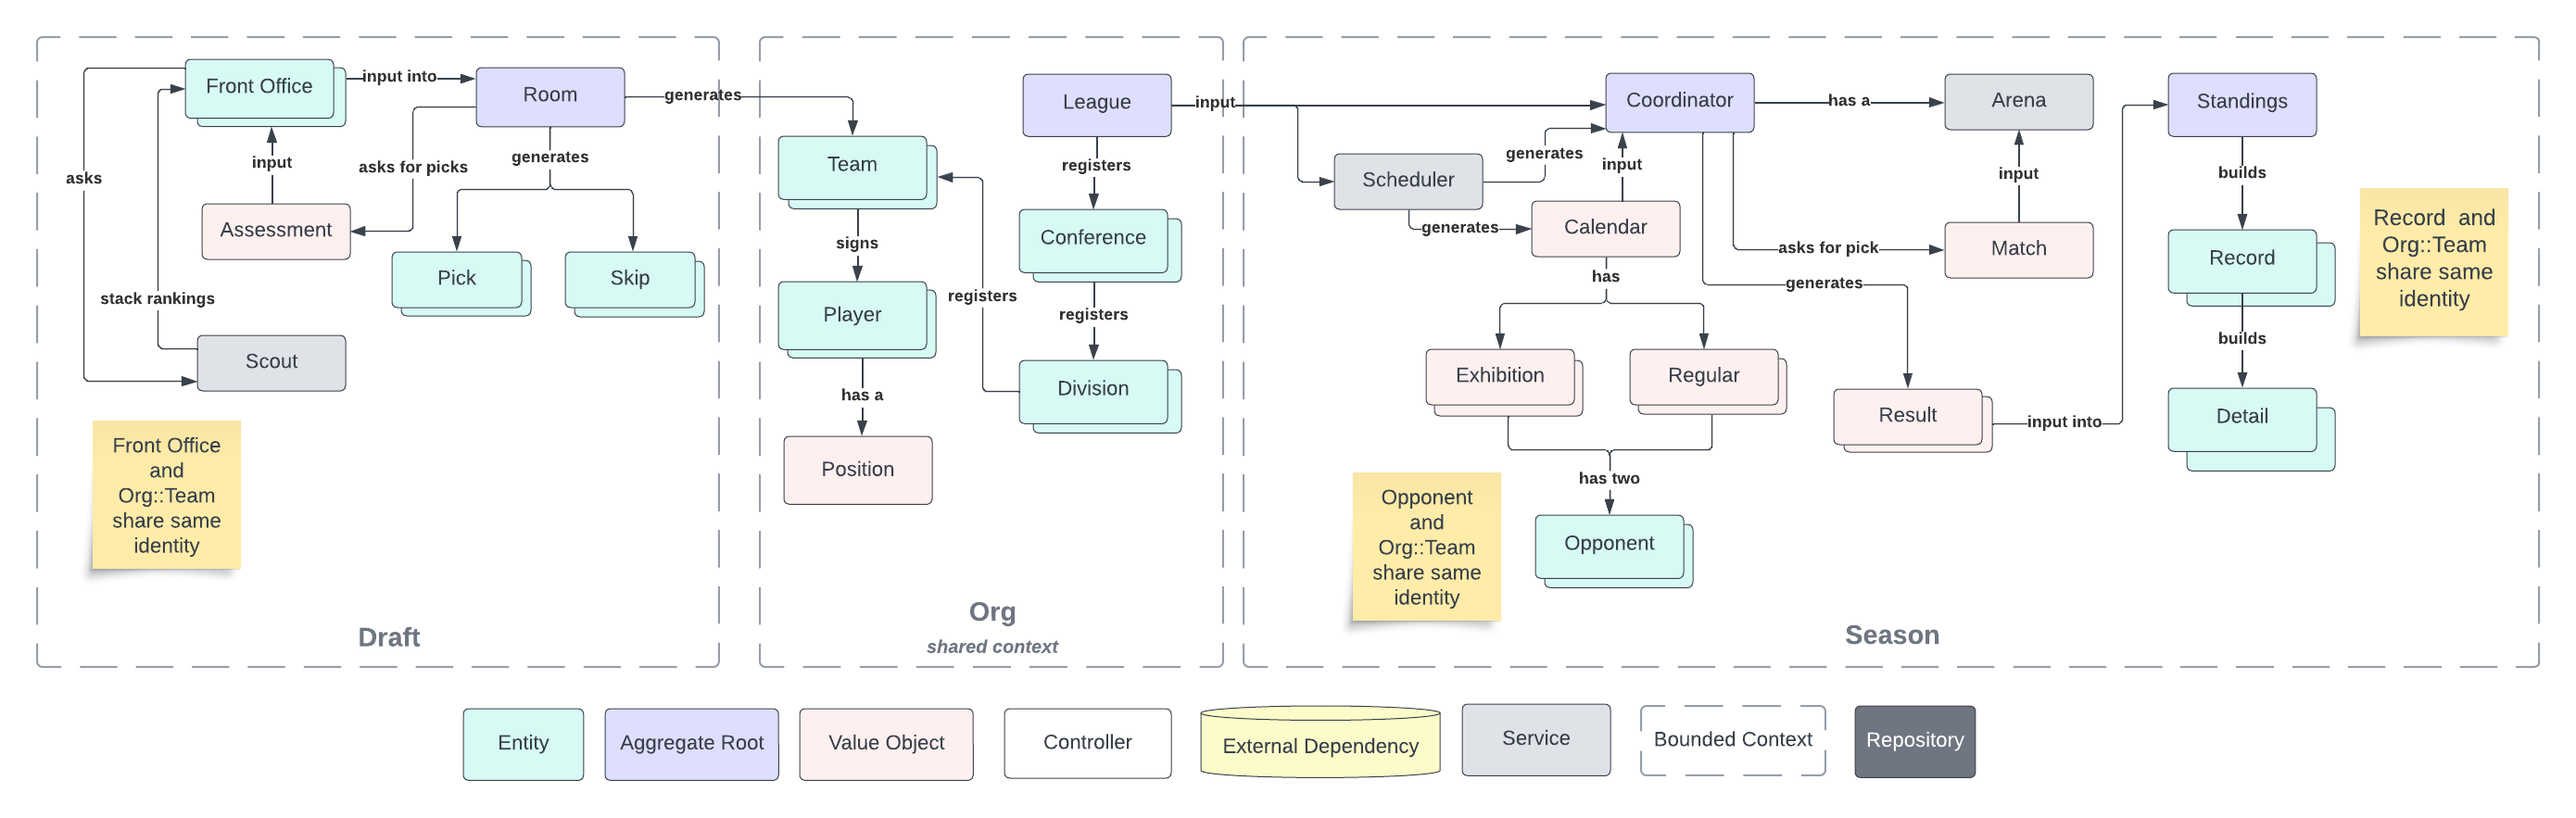 Front Office
input into
Room
generates
asks
input
asks for picks
generates
Assessment
Pick
Skip
stack rankings
Scout
Front Office
and
Org::Team
share same
identity
Draft
League
Team
registers
signs
Conference
registers
Player
registers
has a
Division
Position
Org
shared context
input
Coordinator
has a
Arena
Standings
generates
input
Scheduler
input
builds
generates
Calendar
asks for pick
Match
Record
Record and
Org::Team
share same
identity
has
generates
builds
Exhibition
Regular
Result
input into
Detail
has two
Opponent
and
Org::Team
share same
identity
Opponent
Season
Entity
Aggregate Root
Value Object
Controller
External Dependency
Service
Bounded Context
Repository